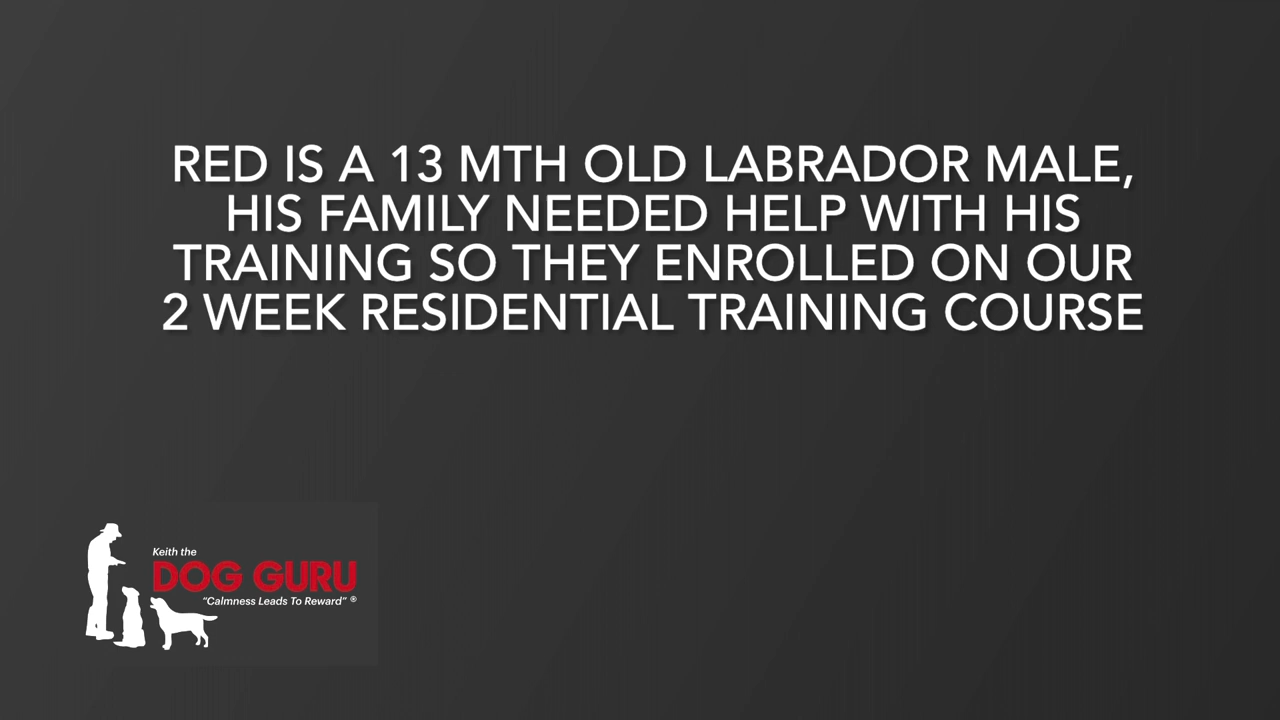 RED IS A 13 MTH OLD LABRADOR MALE,
HIS FAMILY NEEDED HELP WITH HIS
TRAINING SO THEY ENROLLED ON OUR
2 WEEK RESIDENTIAL TRAINING COURSE
Keith the
DOG GURU
"Calmness Leads To Reward" ®